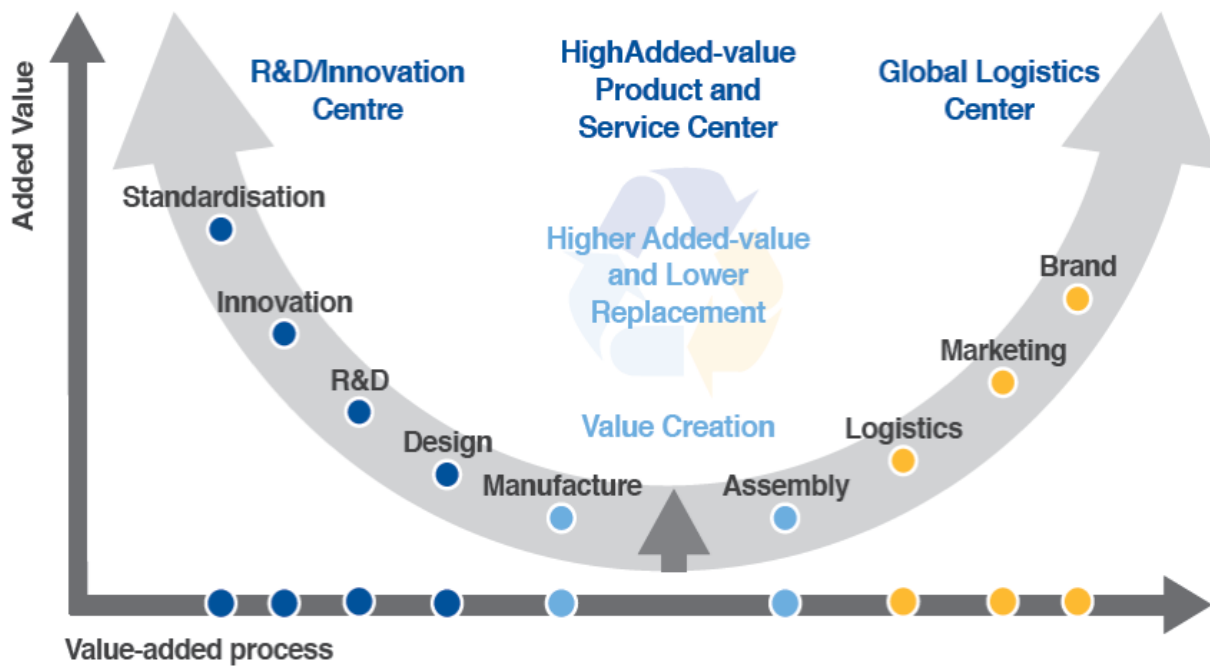 Added Value
R&D/Innovation
Centre
HighAdded-value
Product and
Service Center
Global Logistics
Center
Standardisation
Innovation
R&D
Design
Manufacture
Higher Added-value
and Lower
Replacement
Value Creation
Assembly
Logistics
Marketing
Brand
Value-added process